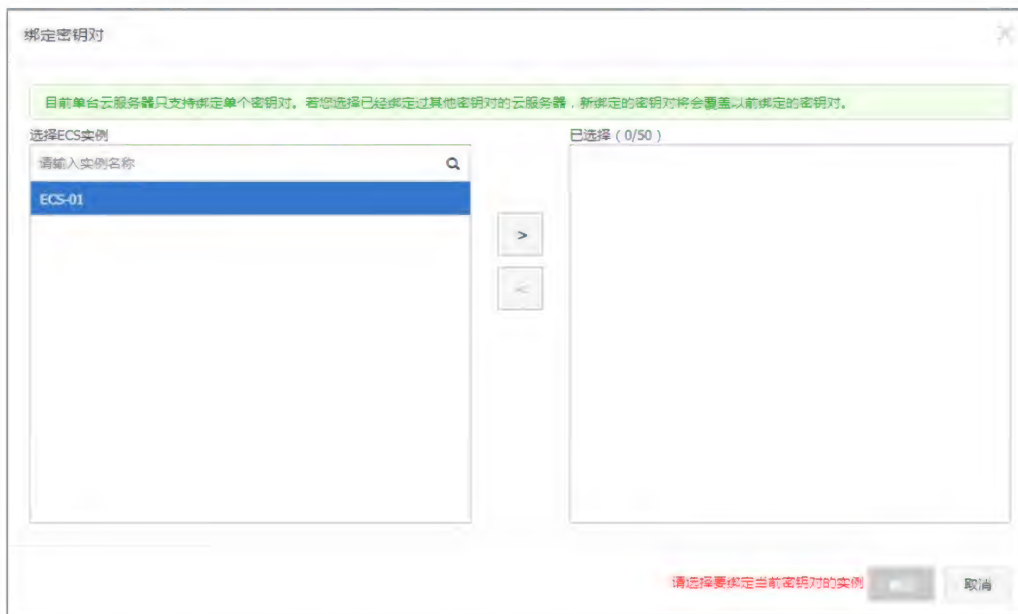 绑定密钥对
目前单台云服务器只支持绑定单个密钥对。若您选择已经绑定过其他密钥对的云服务器，新绑定的密钥对将会覆盖以前绑定的密钥对。
选择ECS实例
已选择 ( 0/50 )
请输入实例名称
ECS-01
>
<
请选择要绑定当前密钥对的实例
取消